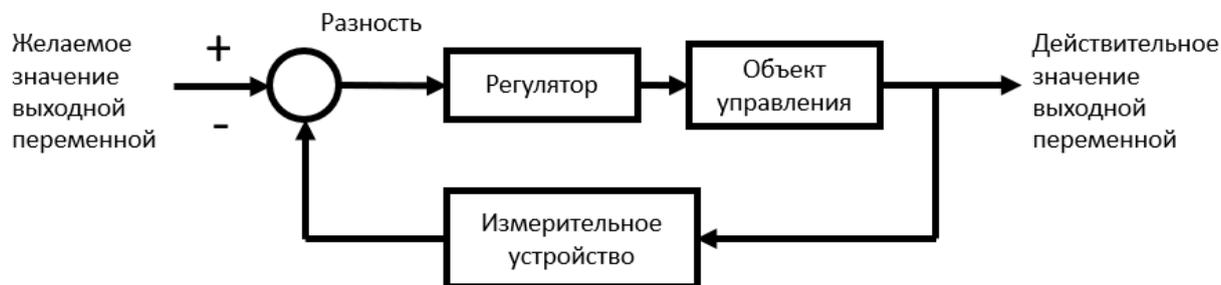 Желаемое
значение
выходной
переменной
+
-
Разность
Регулятор
Объект
управления
Действительное
значение
выходной
переменной
Измерительное
устройство